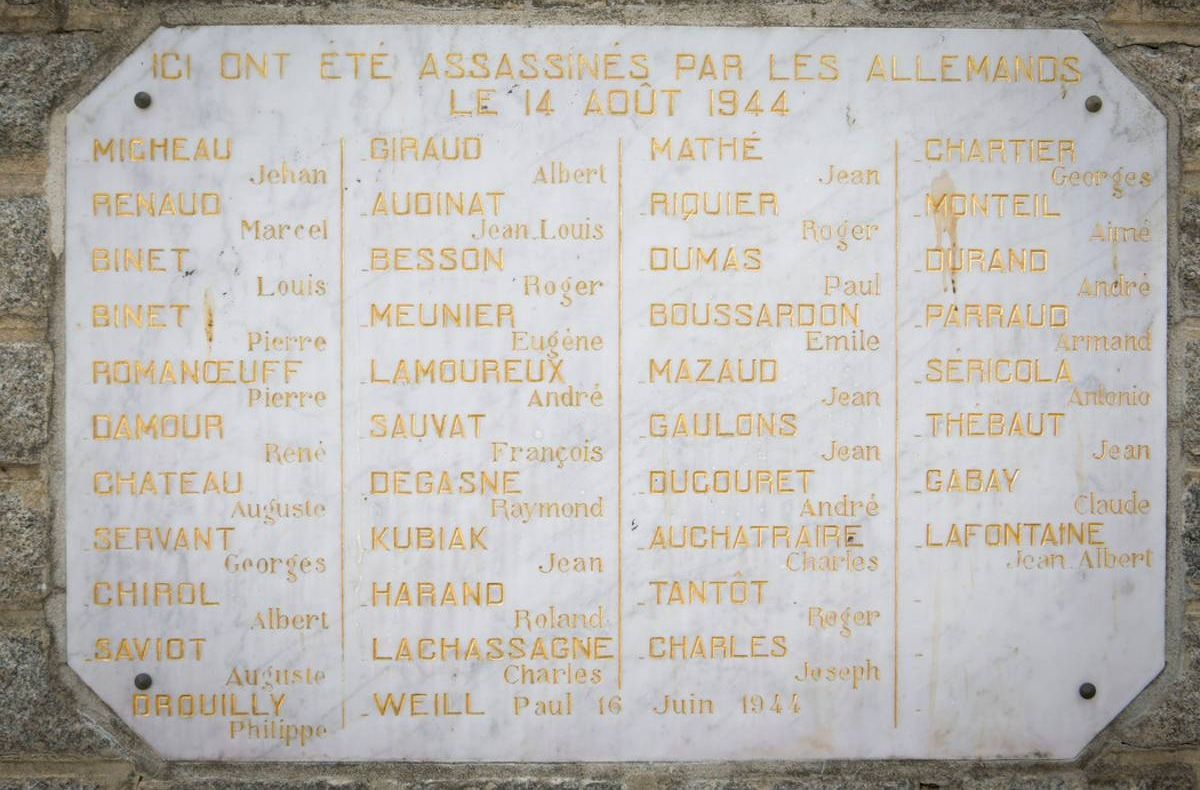 ICI ONT ÉTÉ ASSASSINÉS PAR LES ALLEMANDS
LE 14 AOÛT 1944
MICHEAU
Jehan
RENAUD
Marcel
BINET
Louis
BINET
Pierre
ROMANŒUFF
Pierre
DAMOUR
René
CHATEAU
Auguste
SERVANT
Georges
CHIROL
Albert
SAVIOT
Auguste
DROUILLY
Philippe
GIRAUD
Albert
AUDINAT
Jean Louis
BESSON
Roger
MEUNIER
Eugène
LAMOUREUX
André
SAUVAT
François
DEGASNE
Raymond
KUBIAK
Jean
HARAND
Roland
LACHASSAGNE
Charles
WEILL Paul 16 Juin 1944
MATHÉ
Jean
RIQUIER
Roger
DUMAS
Paul
BOUSSARDON
Emile
MAZAUD
Jean
GAULONS
Jean
DUCOURET
André
AUCHATRAIRE
Charles
TANTÔT
Roger
CHARLES
Joseph
CHARTIER
Georges
MONTEIL
Aimé
DURAND
André
PARRAUD
Armand
SÉRICOLA
Antonio
THÉBAUT
Jean
GABAY
Claude
LAFONTAINE
Jean Albert